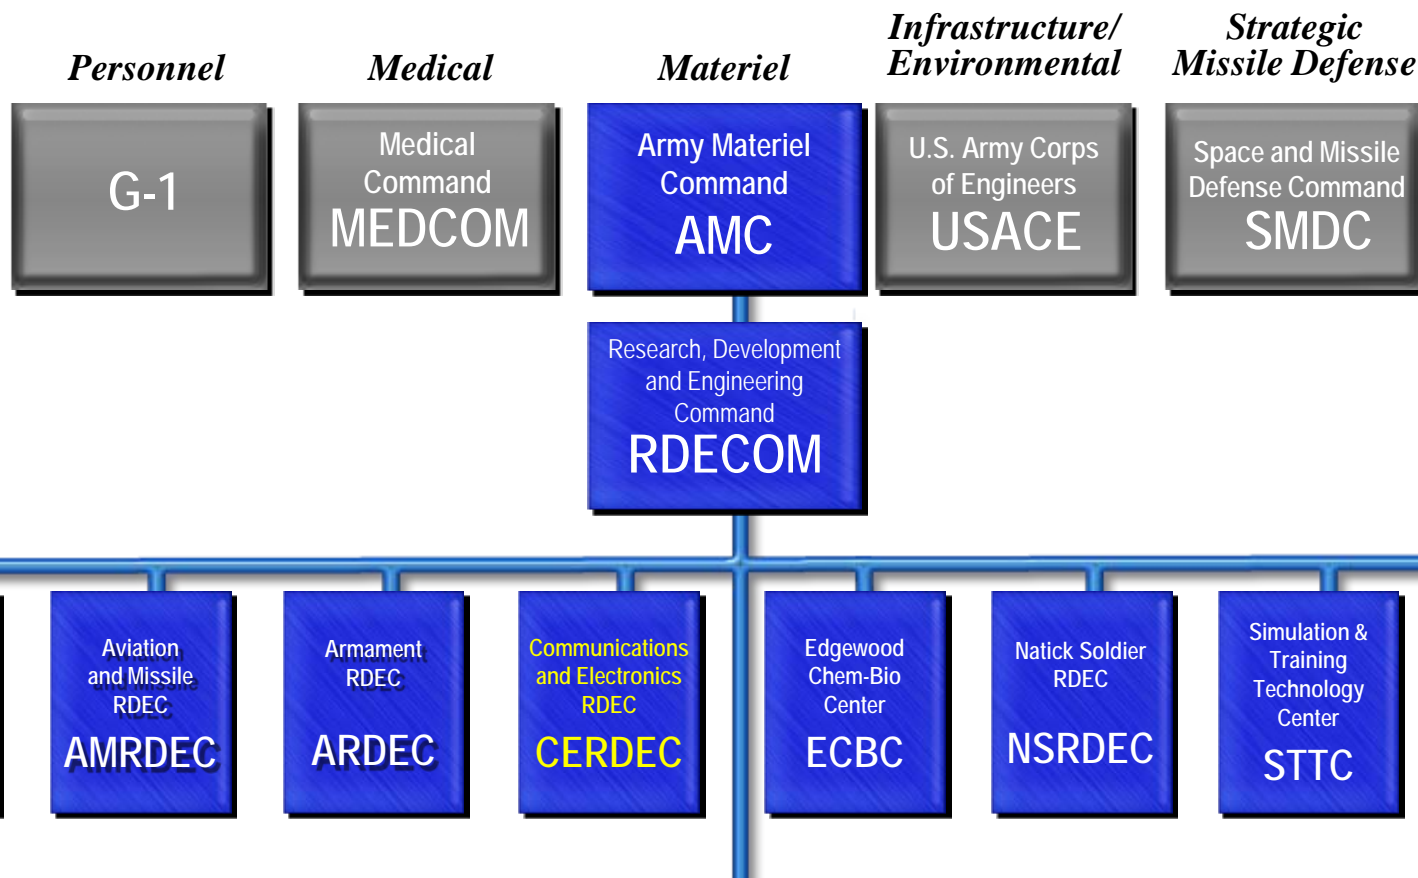 Personnel
Medical
Materiel
Infrastructure/
Environmental
Strategic
Missile Defense
G-1
Medical
Command
MEDCOM
Army Materiel
Command
AMC
U.S. Army Corps
of Engineers
USACE
Space and Missile
Defense Command
SMDC
Research, Development
and Engineering
Command
RDECOM
Aviation
and Missile
RDEC
AMRDEC
Armament
RDEC
ARDEC
Communications
and Electronics
RDEC
CERDEC
Edgewood
Chem-Bio
Center
ECBC
Natick Soldier
RDEC
NSRDEC
Simulation &
Training
Technology
Center
STTC